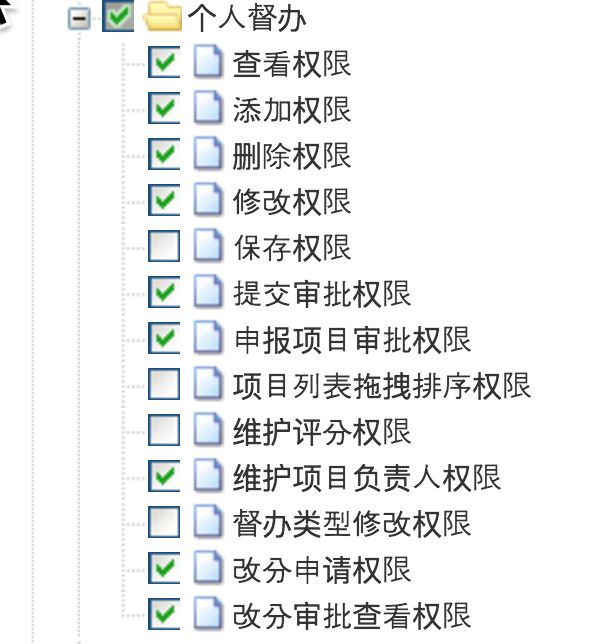 个人督办
查看权限
添加权限
删除权限
修改权限
保存权限
提交审批权限
申报项目审批权限
项目列表拖拽排序权限
维护评分权限
维护项目负责人权限
督办类型修改权限
改分申请权限
改分审批查看权限